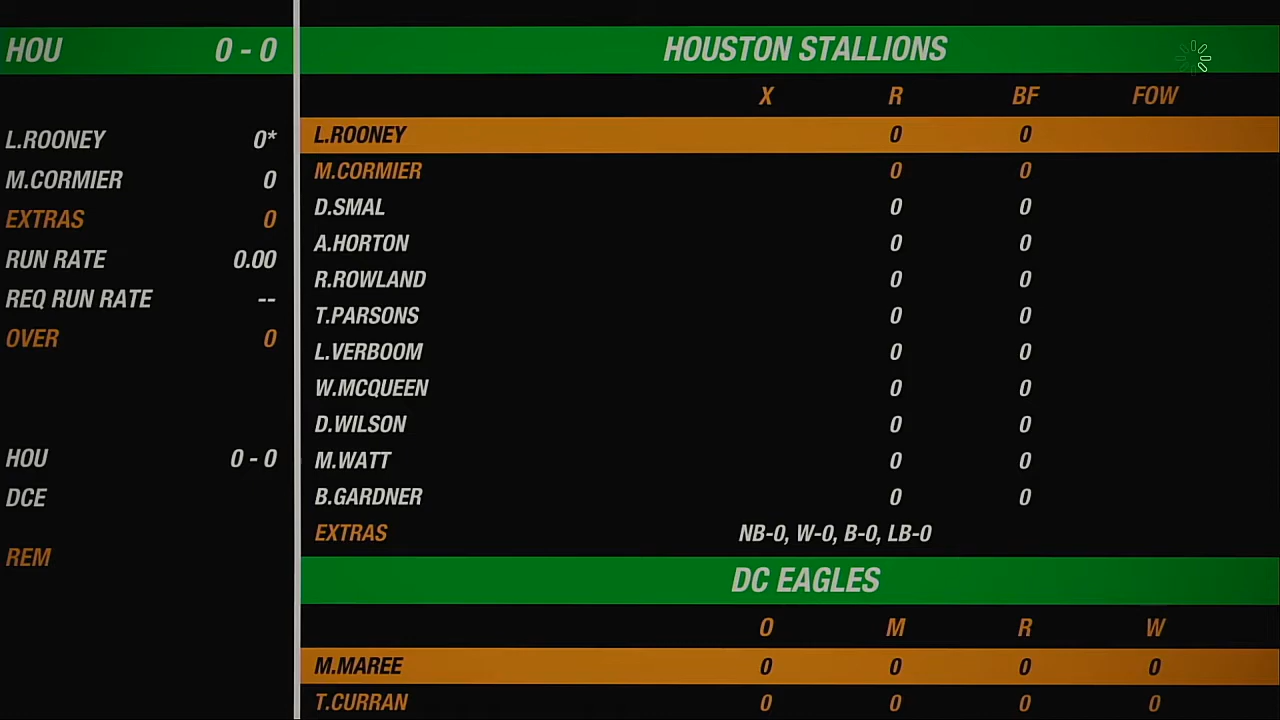 HOU 0 - 0
L.ROONEY 0*
M.CORMIER 0
EXTRAS 0
RUN RATE 0.00
REQ RUN RATE --
OVER 0
HOU 0 - 0
DCE
REM
HOUSTON STALLIONS
X R BF FOW
L.ROONEY 0 0
M.CORMIER 0 0
D.SMAL 0 0
A.HORTON 0 0
R.ROWLAND 0 0
T.PARSONS 0 0
L.VERBOOM 0 0
W.MCQUEEN 0 0
D.WILSON 0 0
M.WATT 0 0
B.GARDNER 0 0
EXTRAS NB-0, W-0, B-0, LB-0
DC EAGLES
O M R W
M.MAREE 0 0 0 0
T.CURRAN 0 0 0 0